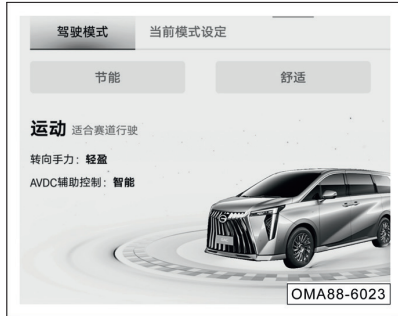 驾驶模式 当前模式设定
节能 舒适
运动 适合赛道行驶
转向手力：轻盈
AVDC辅助控制：智能
OMA88-6023